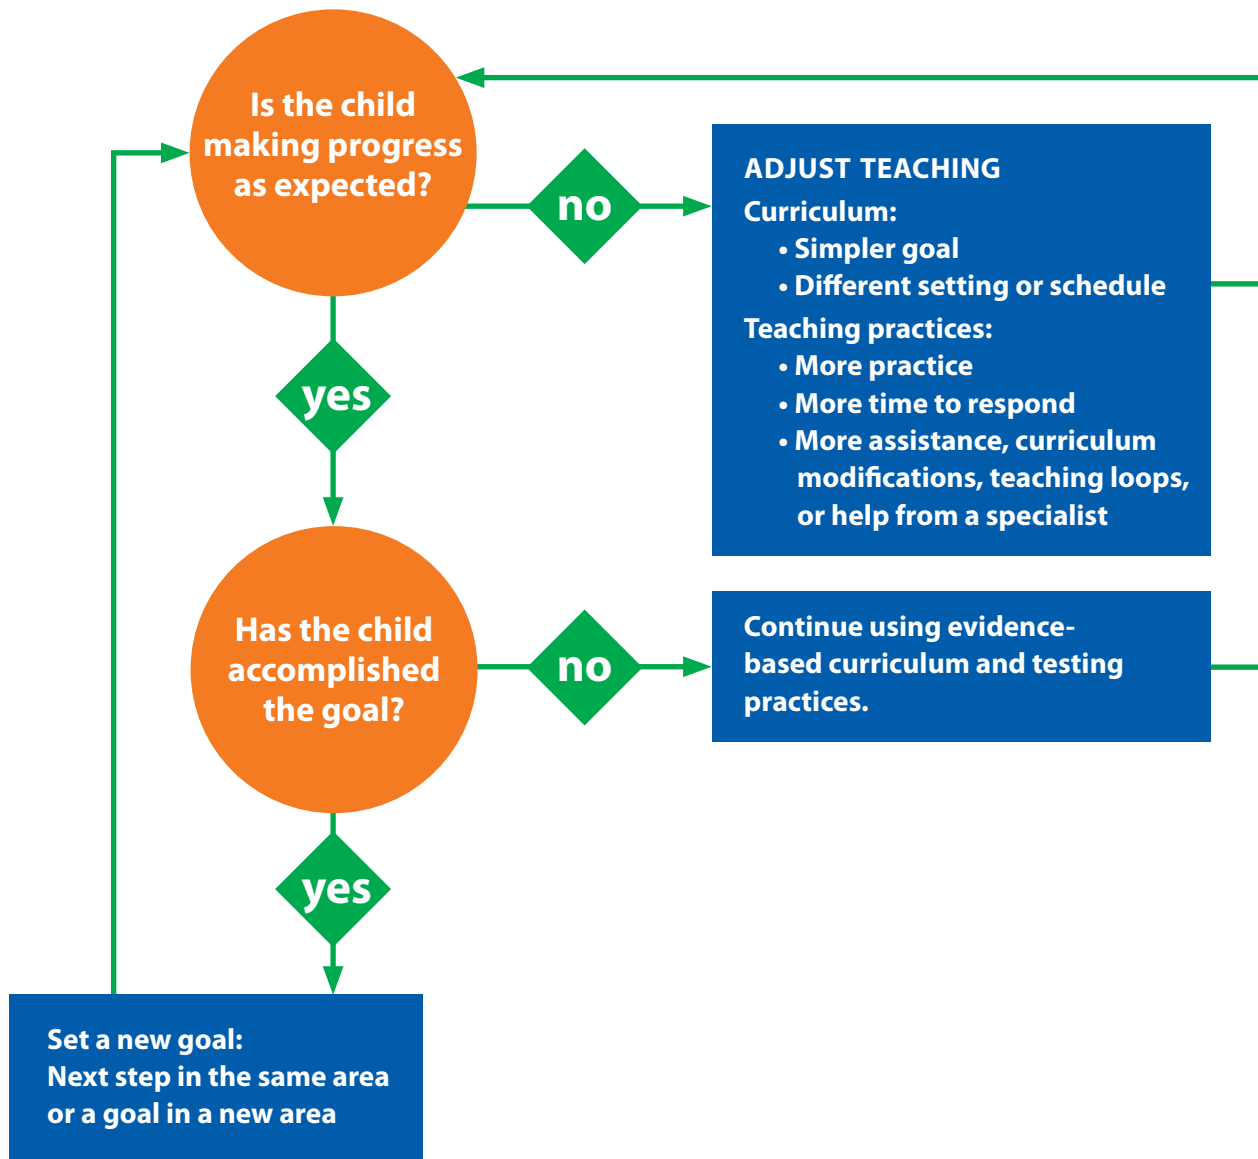 Is the child
making progress
as expected?
no
ADJUST TEACHING
Curriculum:
• Simpler goal
• Different setting or schedule
Teaching practices:
• More practice
• More time to respond
• More assistance, curriculum
modifications, teaching loops,
or help from a specialist
yes
Has the child
accomplished
the goal?
no
Continue using evidence-
based curriculum and testing
practices.
yes
Set a new goal:
Next step in the same area
or a goal in a new area